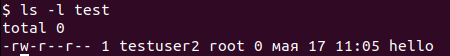 $ ls -l test
total 0
-rw-r--r-- 1 testuser2 root 0 мая 17 11:05 hello